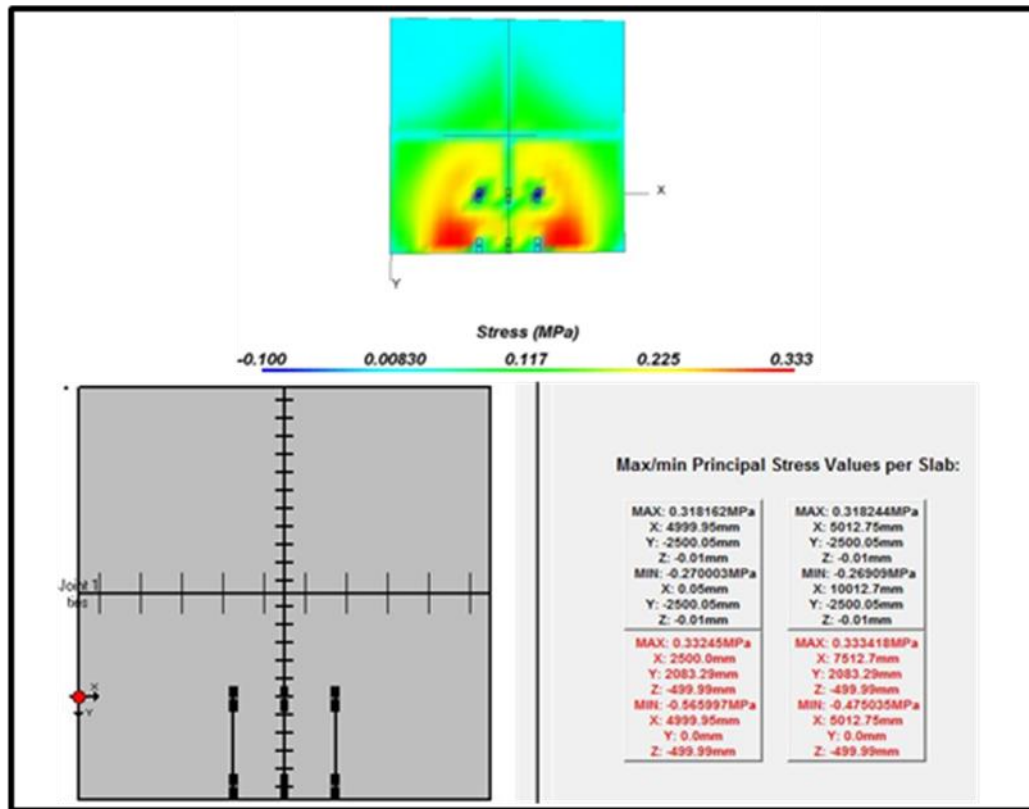 X
Y
Stress (MPa)
-0.100 0.00830 0.117 0.225 0.333
Joint 1
ties
X
Y
Max/min Principal Stress Values per Slab:
MAX: 0.318162MPa
X: 4999.95mm
Y: -2500.05mm
Z: -0.01mm
MIN: -0.270003MPa
X: 0.05mm
Y: -2500.05mm
Z: -0.01mm
MAX: 0.318244MPa
X: 5012.75mm
Y: -2500.05mm
Z: -0.01mm
MIN: -0.26909MPa
X: 10012.7mm
Y: -2500.05mm
Z: -0.01mm
MAX: 0.33245MPa
X: 2500.0mm
Y: 2083.29mm
Z: -499.99mm
MIN: -0.565997MPa
X: 4999.95mm
Y: 0.0mm
Z: -499.99mm
MAX: 0.333418MPa
X: 7512.7mm
Y: 2083.29mm
Z: -499.99mm
MIN: -0.475035MPa
X: 5012.75mm
Y: 0.0mm
Z: -499.99mm